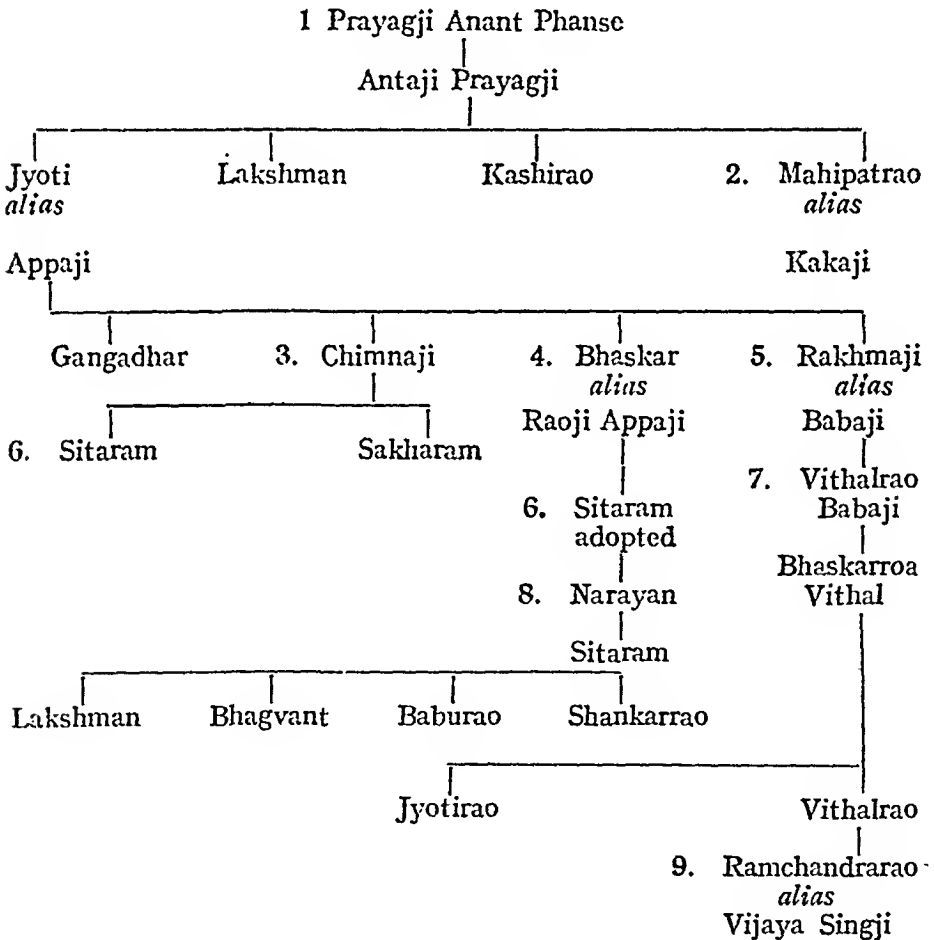 1 Prayagji Anant Phanse
Antaji Prayagji
Jyoti Lakshman Kashirao 2. Mahipatrao
alias alias
Appaji Kakaji
Gangadhar 3. Chimnaji 4. Bhaskar 5. Rakhmaji
alias alias
Raoji Appaji Babaji
6. Sitaram Sakharam
7. Vithalrao
6. Sitaram Babaji
adopted
Bhaskarroa
8. Narayan Vithal
Sitaram
Lakshman Bhagvant Baburao Shankarrao
Jyotirao Vithalrao
9. Ramchandrarao
alias
Vijaya Singji